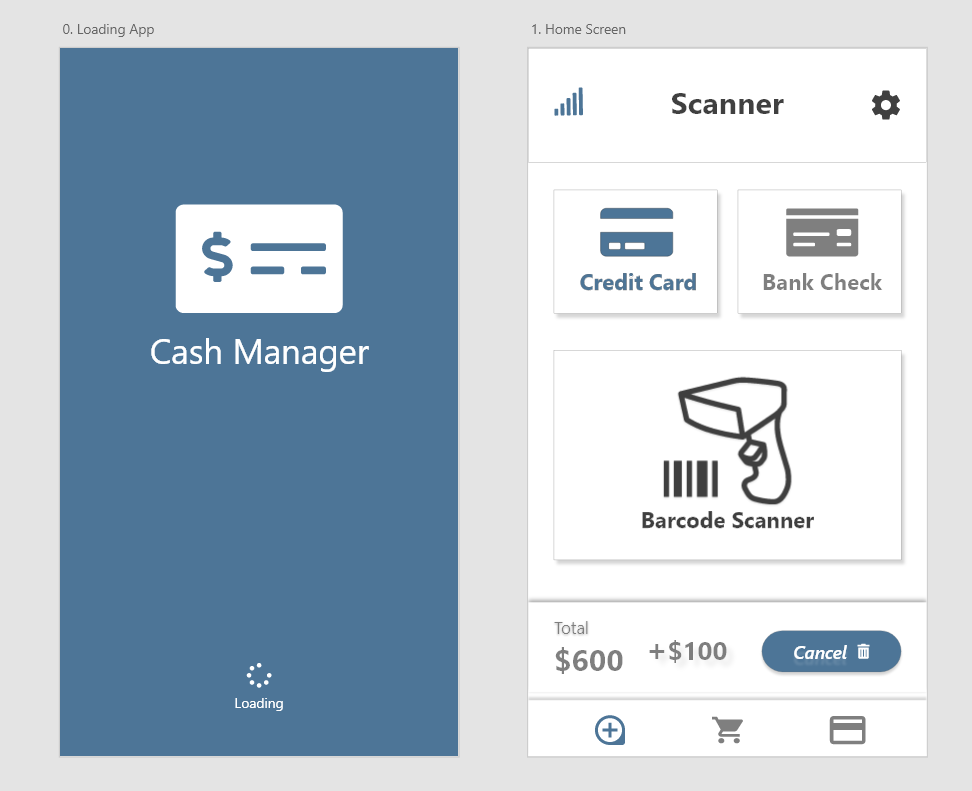 0. Loading App
Cash Manager
Loading
1. Home Screen
Scanner
Credit Card
Bank Check
Barcode Scanner
Total
$600
+$100
Cancel